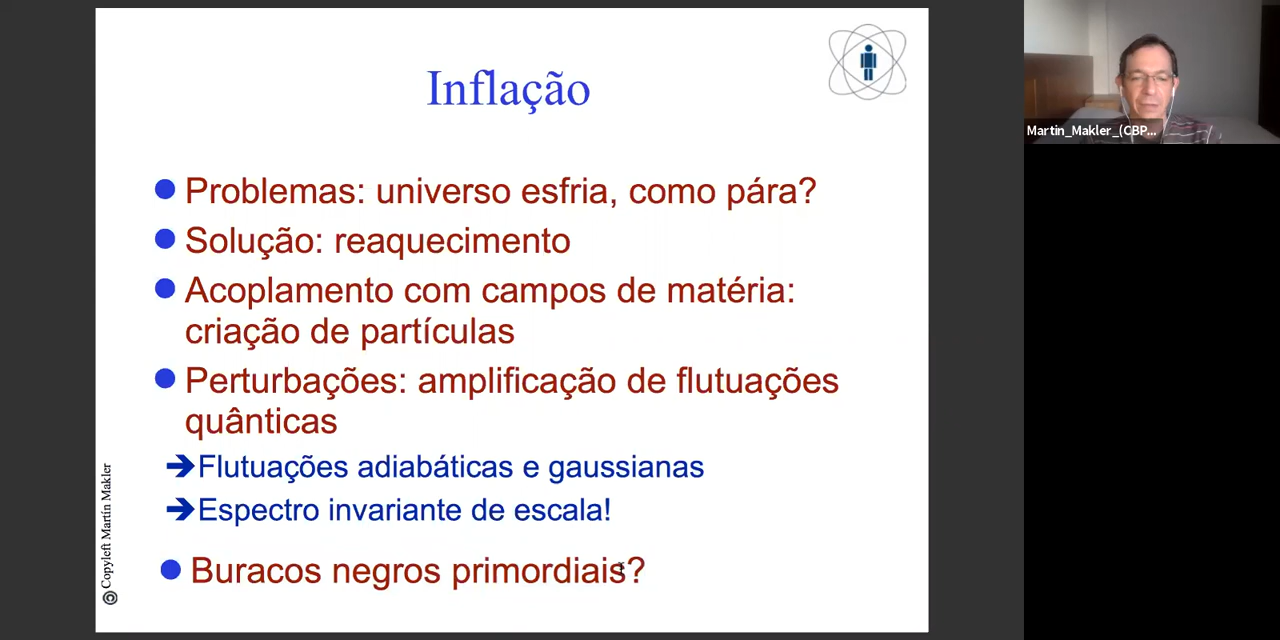 Inflação
Problemas: universo esfria, como pára?
Solução: reaquecimento
Acoplamento com campos de matéria:
criação de partículas
Perturbações: amplificação de flutuações
quânticas
➔Flutuações adiabáticas e gaussianas
➔Espectro invariante de escala!
Buracos negros primordiais?
© Copyleft Martín Makler
Martin_Makler_(CBP...